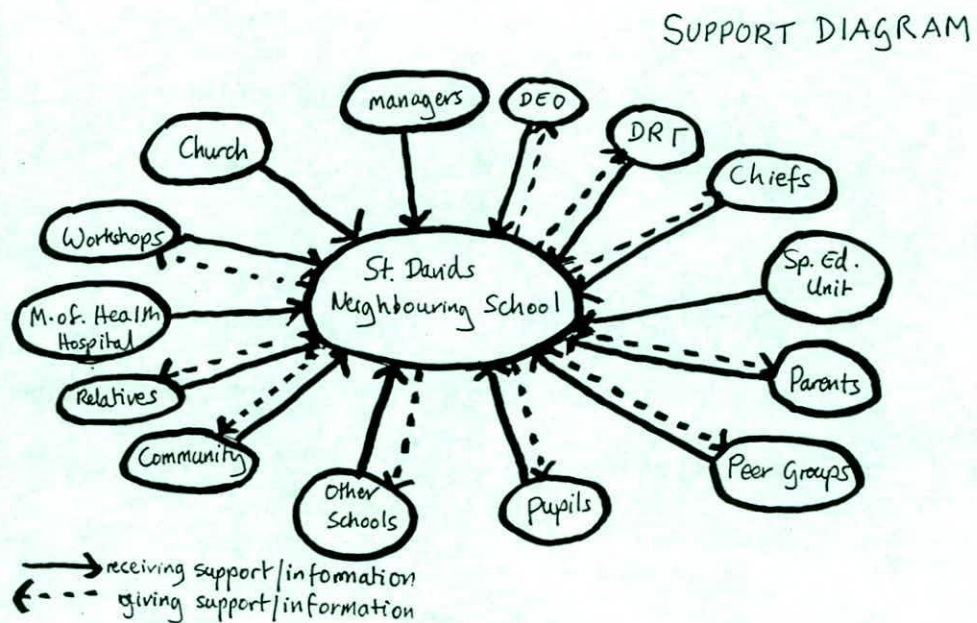 SUPPORT DIAGRAM
managers
DEO
DRT
Church
Chiefs
Workshops
St. Davids
Neighbouring School
Sp. Ed.
Unit
M.of. Health
Hospital
Relatives
Parents
Community
Peer Groups
Other
Schools
Pupils
receiving support/information
giving support/information